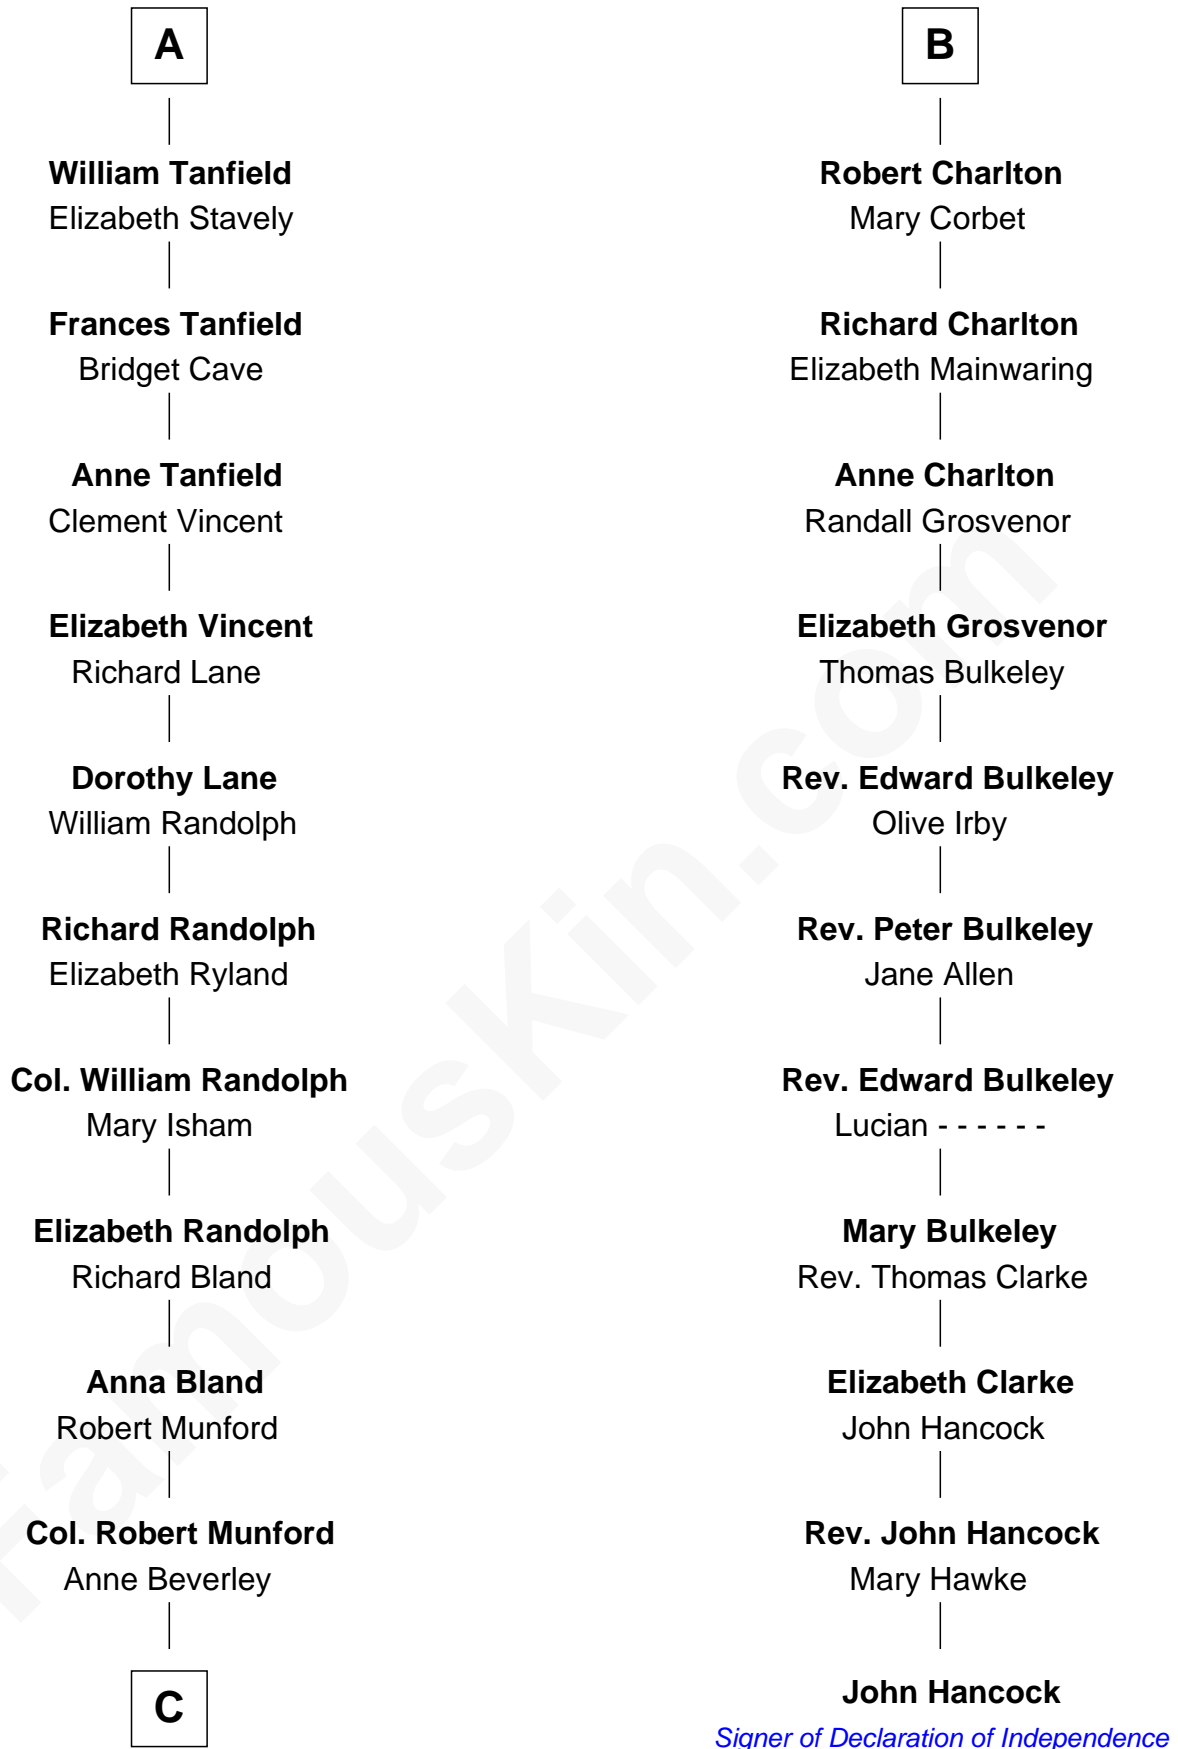 A
William Tanfield
Elizabeth Stavely
Frances Tanfield
Bridget Cave
Anne Tanfield
Clement Vincent
Elizabeth Vincent
Richard Lane
Dorothy Lane
William Randolph
Richard Randolph
Elizabeth Ryland
Col. William Randolph
Mary Isham
Elizabeth Randolph
Richard Bland
Anna Bland
Robert Munford
Col. Robert Munford
Anne Beverley
C
B
Robert Charlton
Mary Corbet
Richard Charlton
Elizabeth Mainwaring
Anne Charlton
Randall Grosvenor
Elizabeth Grosvenor
Thomas Bulkeley
Rev. Edward Bulkeley
Olive Irby
Rev. Peter Bulkeley
Jane Allen
Rev. Edward Bulkeley
Lucian - - - - - -
Mary Bulkeley
Rev. Thomas Clarke
Elizabeth Clarke
John Hancock
Rev. John Hancock
Mary Hawke
John Hancock
Signer of Declaration of Independence
FamousKin.com